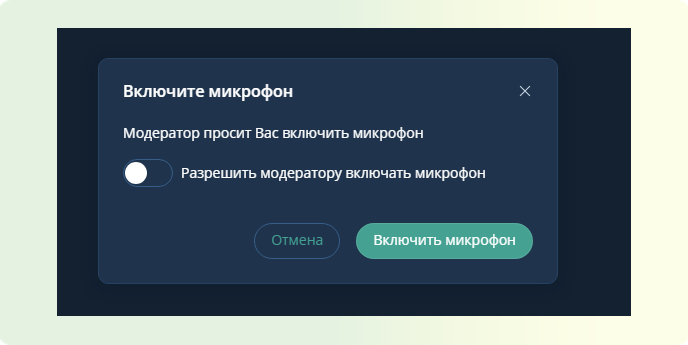 Включите микрофон
Модератор просит Вас включить микрофон
Разрешить модератору включать микрофон
Отмена
Включить микрофон